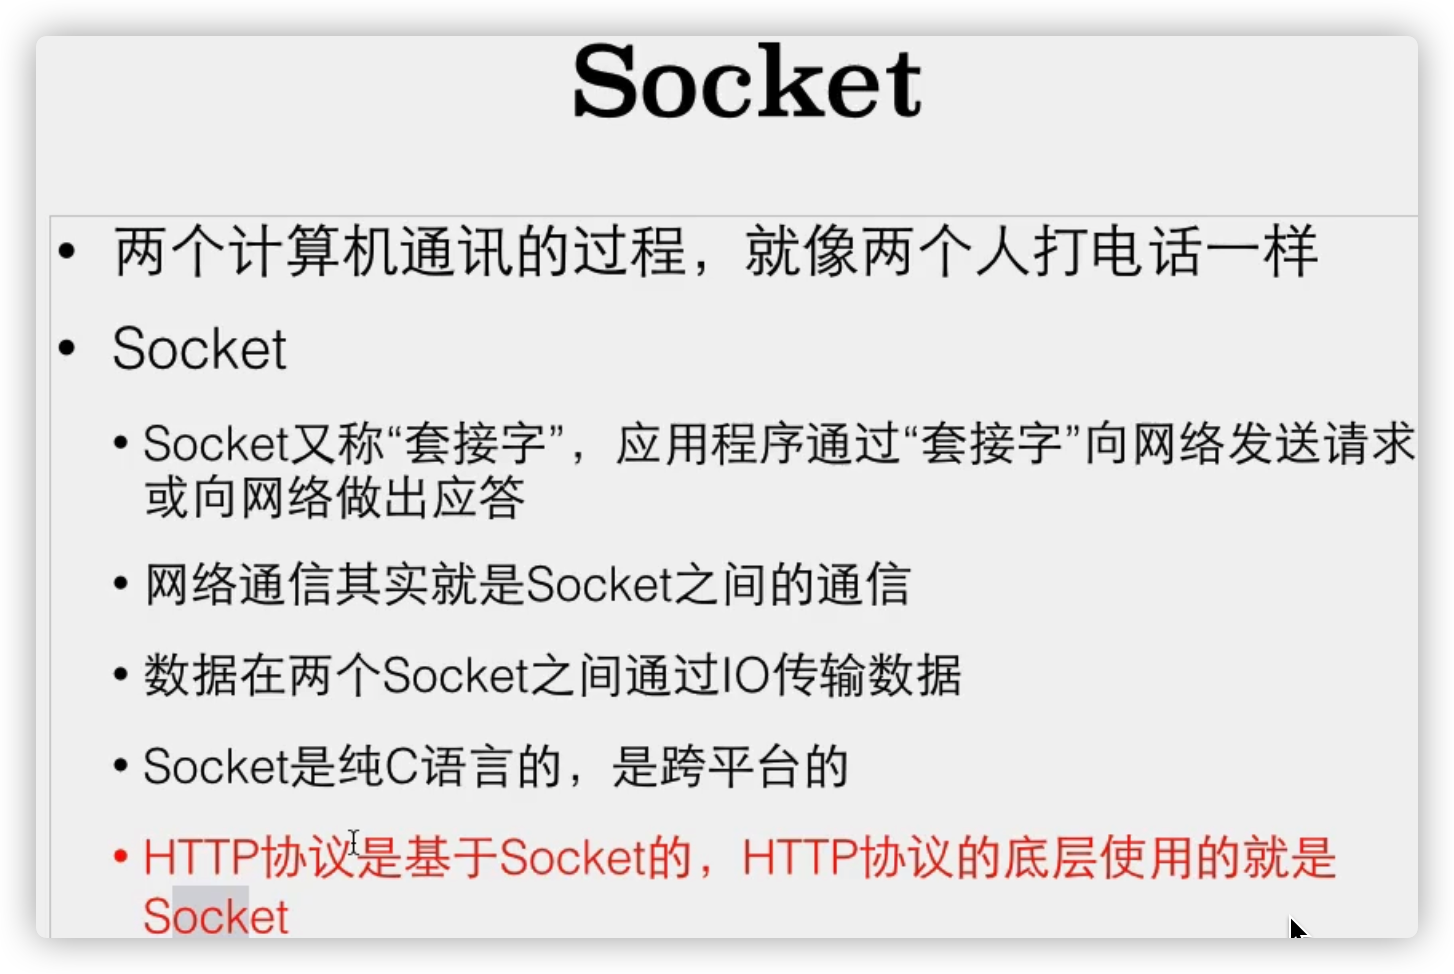 Socket
• 两个计算机通讯的过程，就像两个人打电话一样
• Socket
• Socket又称“套接字”，应用程序通过“套接字”向网络发送请求
或向网络做出应答
• 网络通信其实就是Socket之间的通信
• 数据在两个Socket之间通过IO传输数据
• Socket是纯C语言的，是跨平台的
• HTTP协议是基于Socket的，HTTP协议的底层使用的就是
Socket